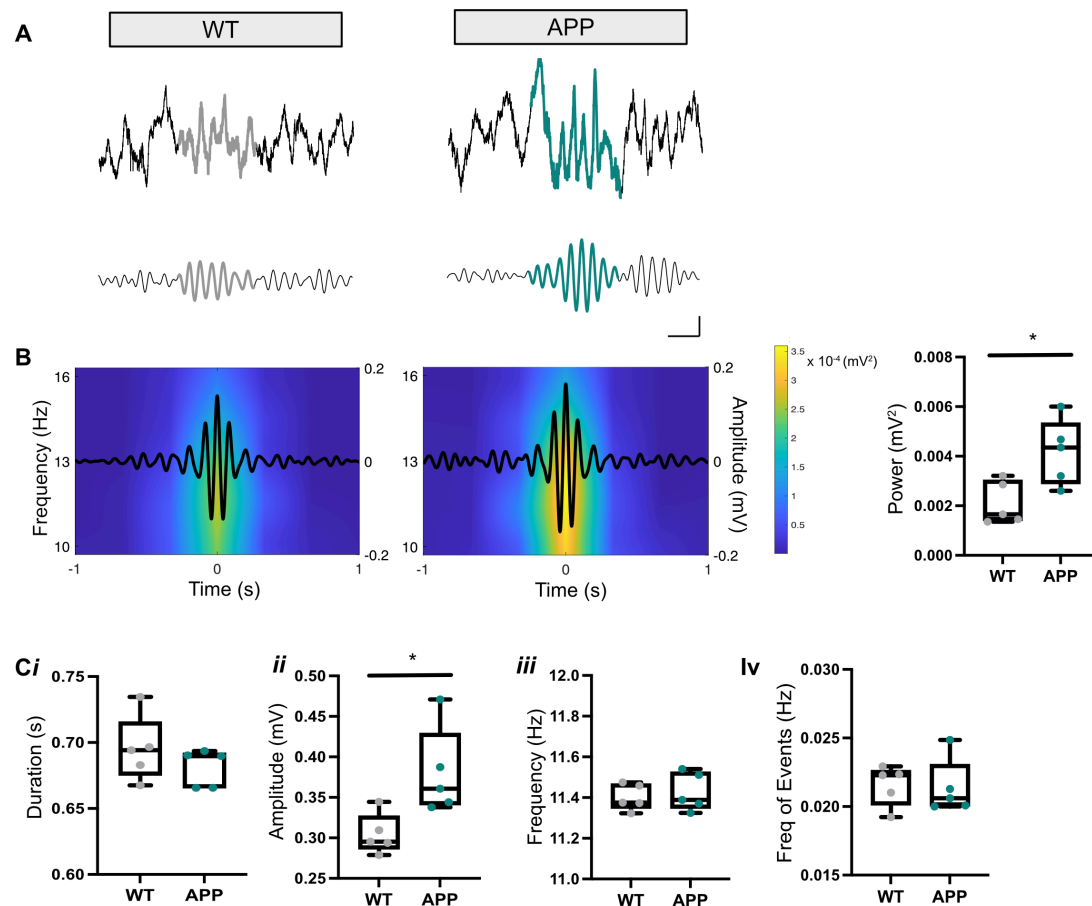 A
WT
APP
B
Frequency (Hz)
16
13
10
0.2
0
-0.2
-1
0
1
Time (s)
16
13
10
0.2
0
-0.2
Amplitude (mV)
-1
0
1
Time (s)
3.5
3
2.5
2
1.5
1
0.5
x 10-4 (mV2)
*
Power (mV2)
0.008
0.006
0.004
0.002
0.000
WT
APP
Ci
Duration (s)
0.75
0.70
0.65
0.60
WT
APP
ii
*
Amplitude (mV)
0.50
0.45
0.40
0.35
0.30
0.25
WT
APP
iii
Frequency (Hz)
12.0
11.8
11.6
11.4
11.2
11.0
WT
APP
Iv
Freq of Events (Hz)
0.030
0.025
0.020
0.015
WT
APP